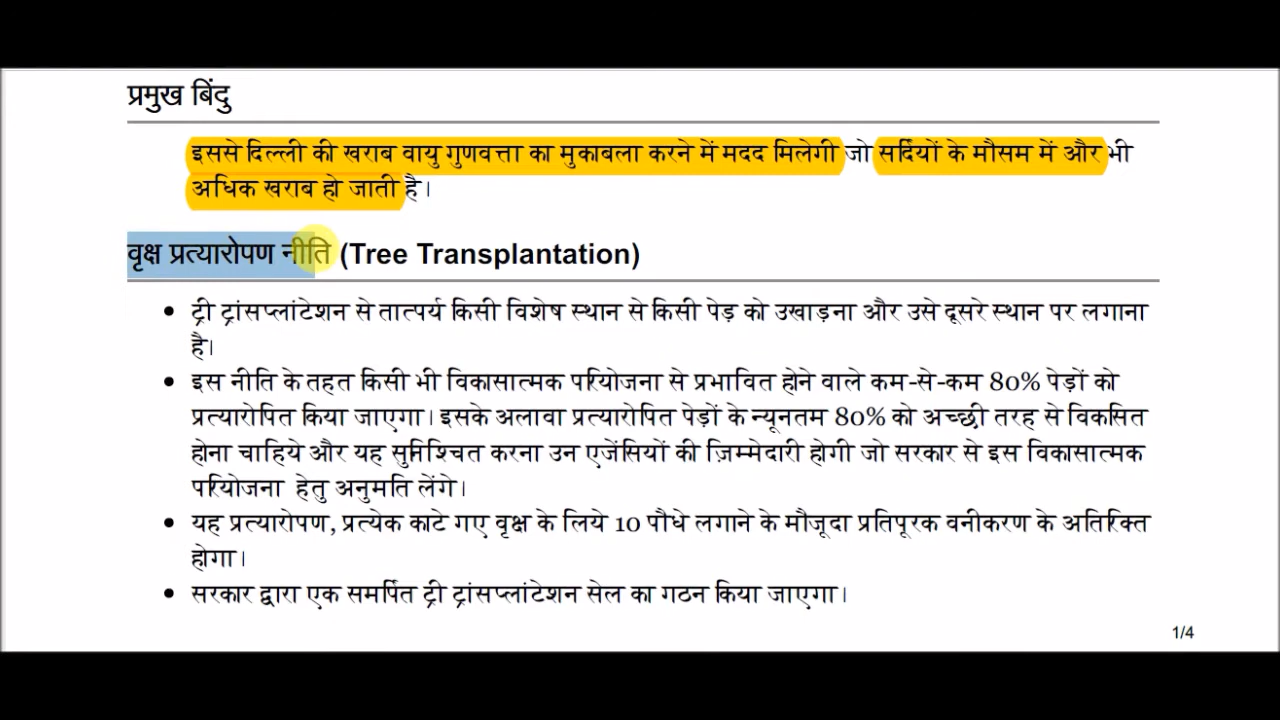 प्रमुख बिंदु
इससे दिल्ली की खराब वायु गुणवत्ता का मुकाबला करने में मदद मिलेगी जो सर्दियों के मौसम में और भी
अधिक खराब हो जाती है।
वृक्ष प्रत्यारोपण नीति (Tree Transplantation)
• ट्री ट्रांसप्लांटेशन से तात्पर्य किसी विशेष स्थान से किसी पेड़ को उखाड़ना और उसे दूसरे स्थान पर लगाना
है।
• इस नीति के तहत किसी भी विकासात्मक परियोजना से प्रभावित होने वाले कम-से-कम 80% पेड़ों को
प्रत्यारोपित किया जाएगा। इसके अलावा प्रत्यारोपित पेड़ों के न्यूनतम 80% को अच्छी तरह से विकसित
होना चाहिये और यह सुनिश्चित करना उन एजेंसियों की ज़िम्मेदारी होगी जो सरकार से इस विकासात्मक
परियोजना हेतु अनुमति लेंगे।
• यह प्रत्यारोपण, प्रत्येक काटे गए वृक्ष के लिये 10 पौधे लगाने के मौजूदा प्रतिपूरक वनीकरण के अतिरिक्त
होगा।
• सरकार द्वारा एक समर्पित ट्री ट्रांसप्लांटेशन सेल का गठन किया जाएगा।
1/4